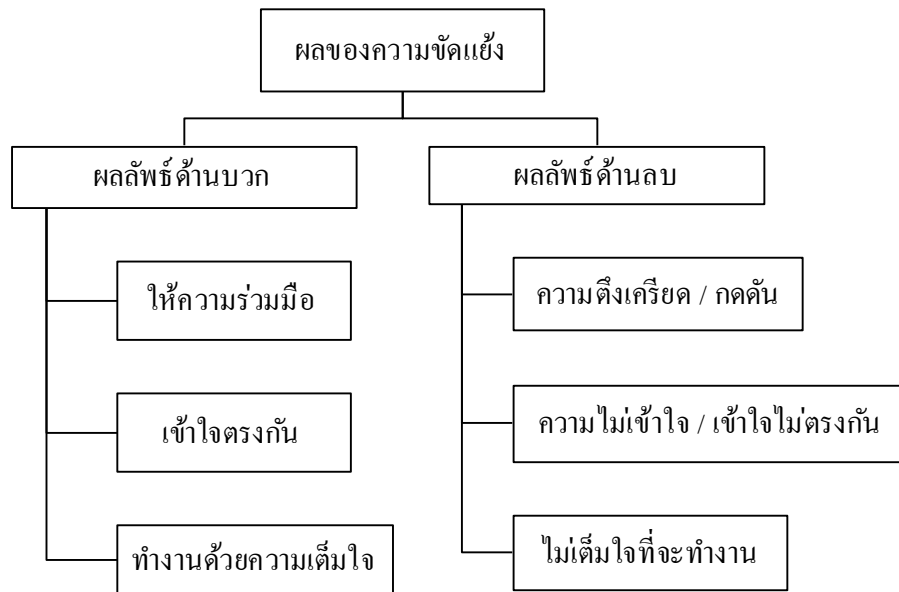 ผลของความขัดแย้ง
ผลลัพธ์ด้านบวก
ให้ความร่วมมือ
เข้าใจตรงกัน
ทำงานด้วยความเต็มใจ
ผลลัพธ์ด้านลบ
ความตึงเครียด / กดดัน
ความไม่เข้าใจ / เข้าใจไม่ตรงกัน
ไม่เต็มใจที่จะทำงาน